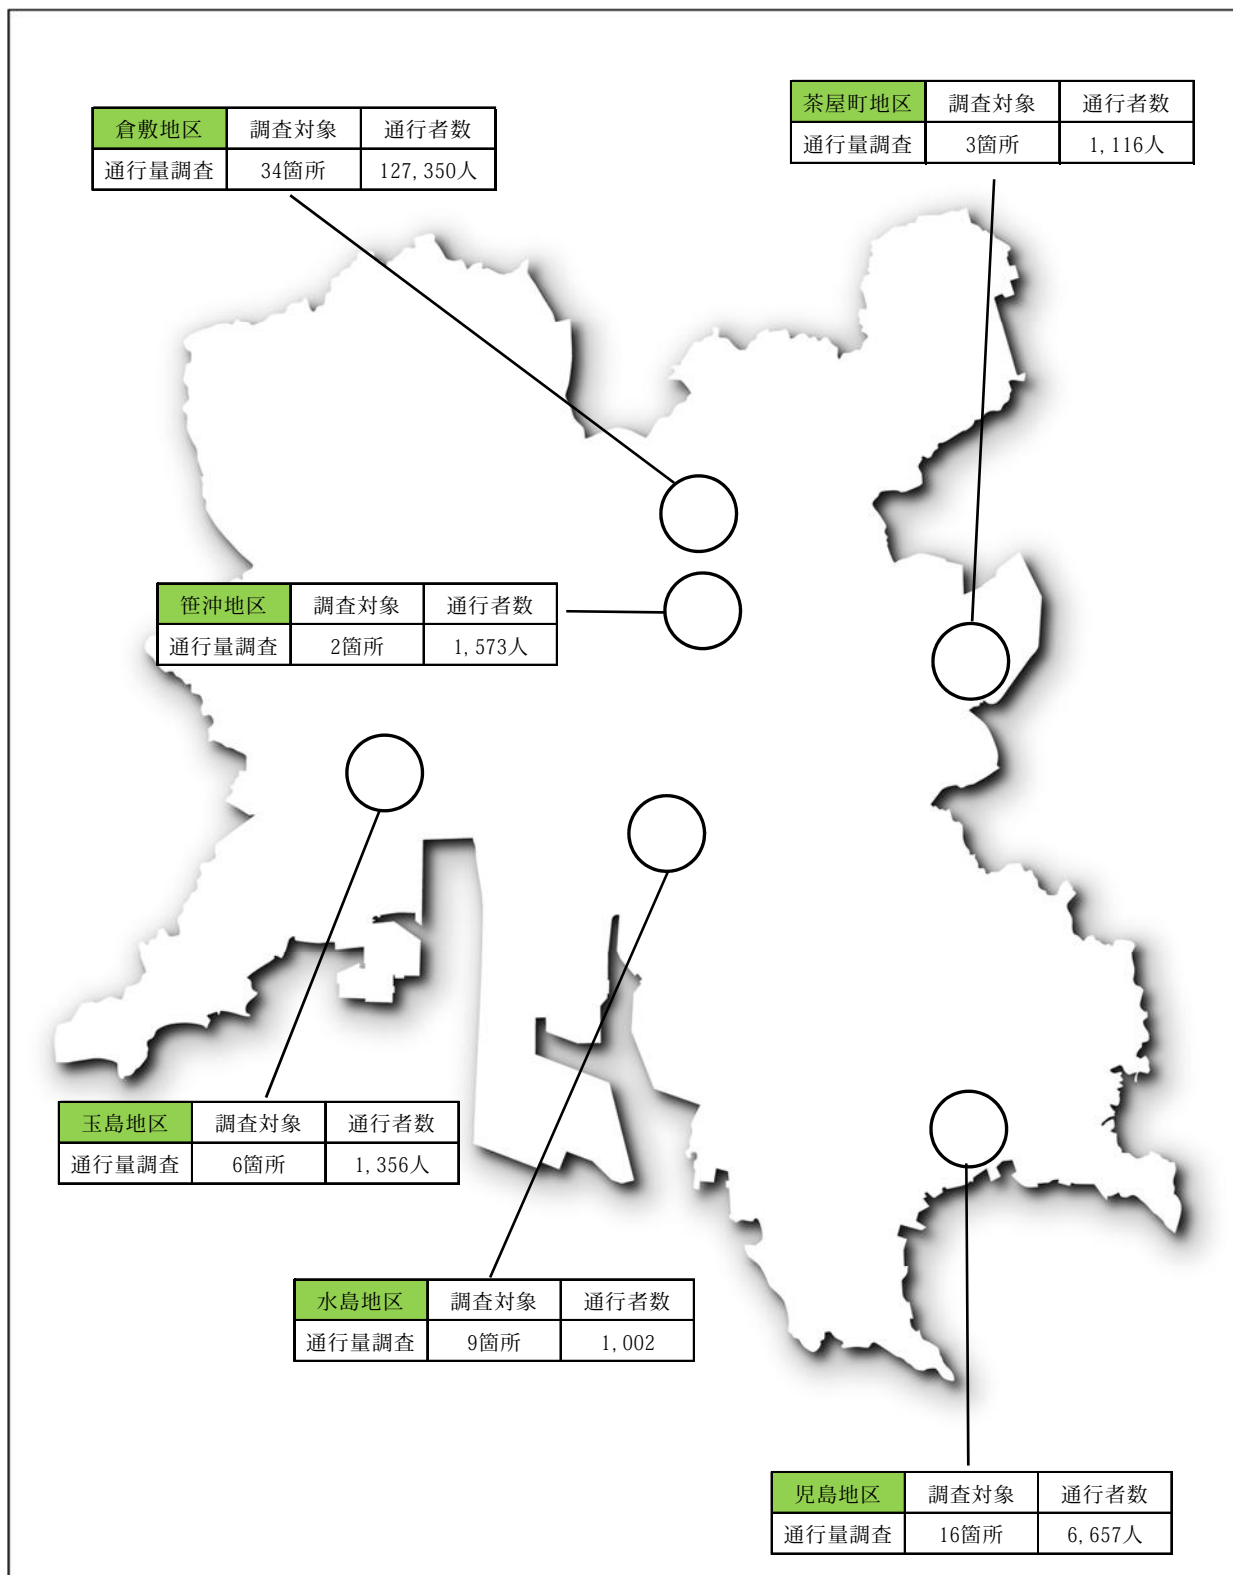 倉敷地区 調査対象 通行者数
通行量調査 34箇所 127,350人
茶屋町地区 調査対象 通行者数
通行量調査 3箇所 1,116人
笹沖地区 調査対象 通行者数
通行量調査 2箇所 1,573人
玉島地区 調査対象 通行者数
通行量調査 6箇所 1,356人
水島地区 調査対象 通行者数
通行量調査 9箇所 1,002
児島地区 調査対象 通行者数
通行量調査 16箇所 6,657人